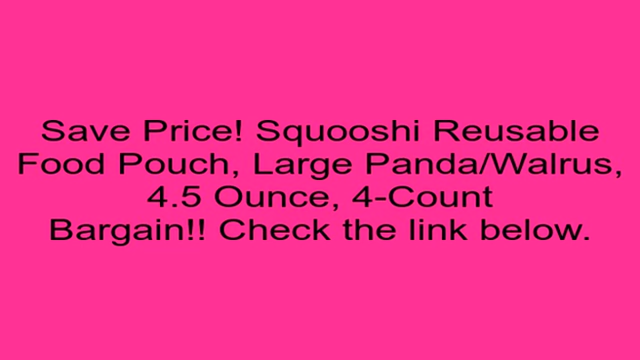 Save Price! Squooshi Reusable
Food Pouch, Large Panda/Walrus,
4.5 Ounce, 4-Count
Bargain!! Check the link below.